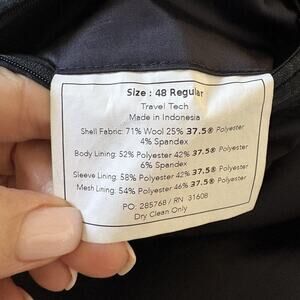 Size : 48 Regular
Travel Tech
Made in Indonesia
Shell Fabric: 71% Wool 25% 37.5® Polyester
4% Spandex
Body Lining: 52% Polyester 42% 37.5® Polyester
6% Spandex
Sleeve Lining: 58% Polyester 42% 37.5® Polyester
Mesh Lining: 54% Polyester 46% 37.5® Polyester
PO: 285768 / RN 31608
Dry Clean Only